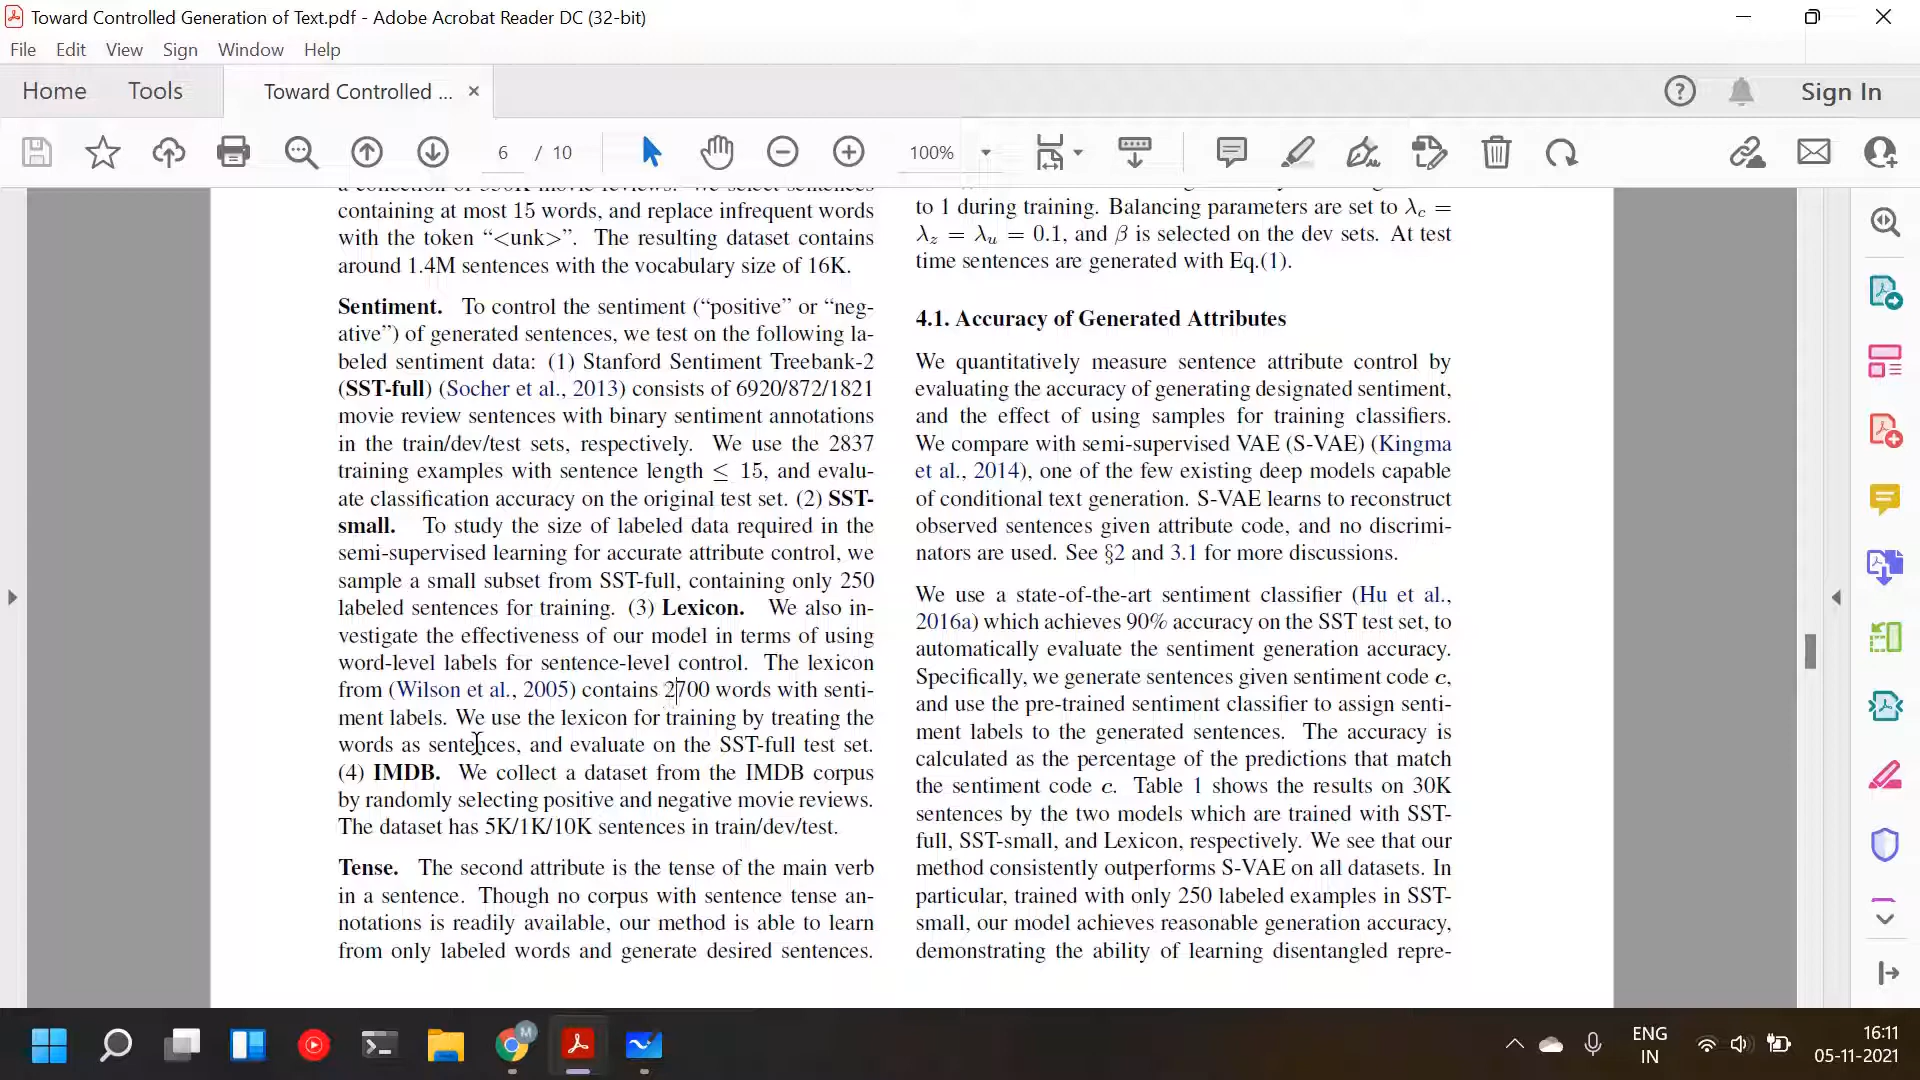 Toward Controlled Generation of Text.pdf - Adobe Acrobat Reader DC (32-bit)
File Edit View Sign Window Help
Home Tools Toward Controlled ... × Sign In
6 / 10 100%
a collection of 350K movie reviews. We select sentences
containing at most 15 words, and replace infrequent words
with the token “<unk>”. The resulting dataset contains
around 1.4M sentences with the vocabulary size of 16K.
Sentiment. To control the sentiment (“positive” or “neg-
ative”) of generated sentences, we test on the following la-
beled sentiment data: (1) Stanford Sentiment Treebank-2
(SST-full) (Socher et al., 2013) consists of 6920/872/1821
movie review sentences with binary sentiment annotations
in the train/dev/test sets, respectively. We use the 2837
training examples with sentence length ≤ 15, and evalu-
ate classification accuracy on the original test set. (2) SST-
small. To study the size of labeled data required in the
semi-supervised learning for accurate attribute control, we
sample a small subset from SST-full, containing only 250
labeled sentences for training. (3) Lexicon. We also in-
vestigate the effectiveness of our model in terms of using
word-level labels for sentence-level control. The lexicon
from (Wilson et al., 2005) contains 2700 words with senti-
ment labels. We use the lexicon for training by treating the
words as sentences, and evaluate on the SST-full test set.
(4) IMDB. We collect a dataset from the IMDB corpus
by randomly selecting positive and negative movie reviews.
The dataset has 5K/1K/10K sentences in train/dev/test.
Tense. The second attribute is the tense of the main verb
in a sentence. Though no corpus with sentence tense an-
notations is readily available, our method is able to learn
from only labeled words and generate desired sentences.
to 1 during training. Balancing parameters are set to λc =
λz = λu = 0.1, and β is selected on the dev sets. At test
time sentences are generated with Eq.(1).
4.1. Accuracy of Generated Attributes
We quantitatively measure sentence attribute control by
evaluating the accuracy of generating designated sentiment,
and the effect of using samples for training classifiers.
We compare with semi-supervised VAE (S-VAE) (Kingma
et al., 2014), one of the few existing deep models capable
of conditional text generation. S-VAE learns to reconstruct
observed sentences given attribute code, and no discrimi-
nators are used. See §2 and 3.1 for more discussions.
We use a state-of-the-art sentiment classifier (Hu et al.,
2016a) which achieves 90% accuracy on the SST test set, to
automatically evaluate the sentiment generation accuracy.
Specifically, we generate sentences given sentiment code c,
and use the pre-trained sentiment classifier to assign senti-
ment labels to the generated sentences. The accuracy is
calculated as the percentage of the predictions that match
the sentiment code c. Table 1 shows the results on 30K
sentences by the two models which are trained with SST-
full, SST-small, and Lexicon, respectively. We see that our
method consistently outperforms S-VAE on all datasets. In
particular, trained with only 250 labeled examples in SST-
small, our model achieves reasonable generation accuracy,
demonstrating the ability of learning disentangled repre-
M
ENG
IN
16:11
05-11-2021